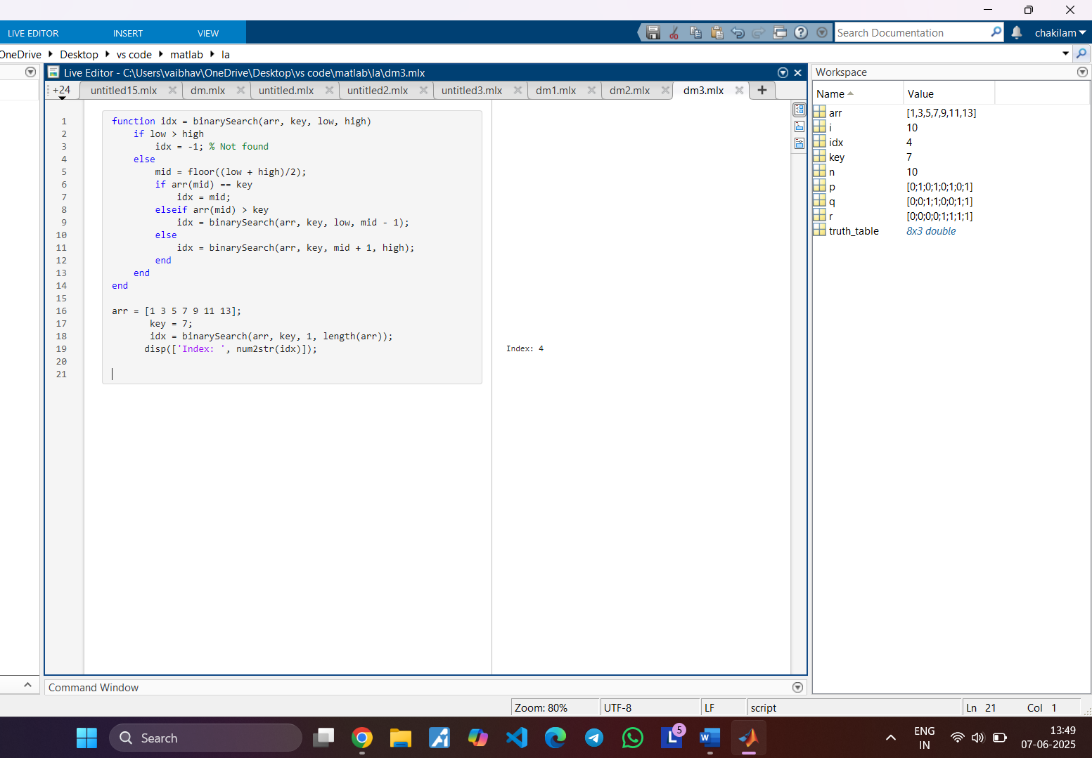 LIVE EDITOR INSERT VIEW Search Documentation chakilam
OneDrive Desktop vs code matlab la
Live Editor - C:\Users\vaibhav\OneDrive\Desktop\vs code\matlab\la\dm3.mlx
+24 untitled15.mlx dm.mlx untitled.mlx untitled2.mlx untitled3.mlx dm1.mlx dm2.mlx dm3.mlx
1 function idx = binarySearch(arr, key, low, high)
2 if low > high
3 idx = -1; % Not found
4 else
5 mid = floor((low + high)/2);
6 if arr(mid) == key
7 idx = mid;
8 elseif arr(mid) > key
9 idx = binarySearch(arr, key, low, mid - 1);
10 else
11 idx = binarySearch(arr, key, mid + 1, high);
12 end
13 end
14 end
15
16 arr = [1 3 5 7 9 11 13];
17 key = 7;
18 idx = binarySearch(arr, key, 1, length(arr));
19 disp(['Index: ', num2str(idx)]);
20
21
Index: 4
Workspace
Name Value
arr [1,3,5,7,9,11,13]
i 10
idx 4
key 7
n 10
p [0;1;0;1;0;1;0;1]
q [0;0;1;1;0;0;1;1]
r [0;0;0;0;1;1;1;1]
truth_table 8x3 double
Command Window
Zoom: 80% UTF-8 LF script Ln 21 Col 1
Search
5
L
W
ENG
IN
13:49
07-06-2025